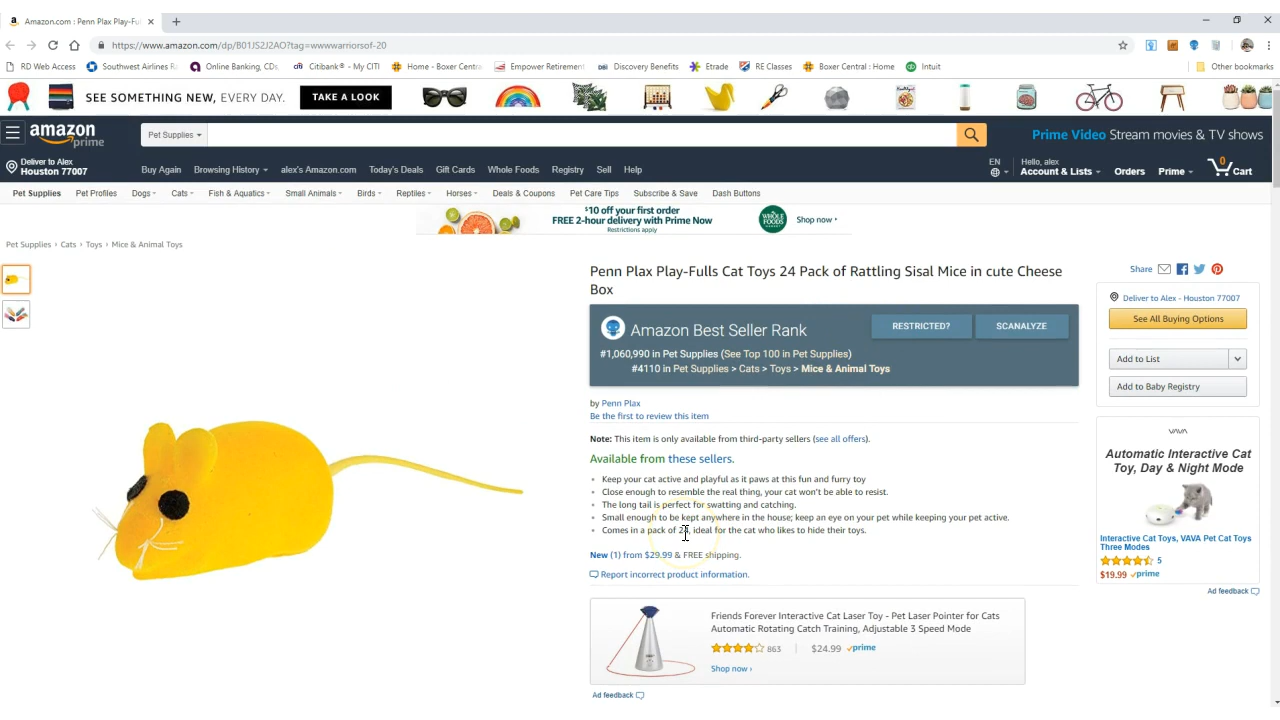 Amazon.com : Penn Plax Play-Ful
https://www.amazon.com/dp/B01JS2J2AO?tag=wwwwarriorsof-20
RD Web Access Southwest Airlines R Online Banking, CDs Citibank® - My CITI Home - Boxer Centra Empower Retirement Discovery Benefits Etrade RE Classes Boxer Central : Home Intuit Other bookmarks
SEE SOMETHING NEW, EVERY DAY. TAKE A LOOK
amazon prime
Pet Supplies
Prime Video Stream movies & TV shows
Deliver to Alex
Houston 77007
Buy Again Browsing History alex's Amazon.com Today's Deals Gift Cards Whole Foods Registry Sell Help
EN Hello, alex
Account & Lists Orders Prime 0 Cart
Pet Supplies Pet Profiles Dogs Cats Fish & Aquatics Small Animals Birds Reptiles Horses Deals & Coupons Pet Care Tips Subscribe & Save Dash Buttons
$10 off your first order
FREE 2-hour delivery with Prime Now
Restrictions apply
WHOLE FOODS MARKET
Shop now
Pet Supplies › Cats › Toys › Mice & Animal Toys
Penn Plax Play-Fulls Cat Toys 24 Pack of Rattling Sisal Mice in cute Cheese
Box
Amazon Best Seller Rank RESTRICTED? SCANALYZE
#1,060,990 in Pet Supplies (See Top 100 in Pet Supplies)
#4110 in Pet Supplies > Cats > Toys > Mice & Animal Toys
by Penn Plax
Be the first to review this item
Note: This item is only available from third-party sellers (see all offers).
Available from these sellers.
Keep your cat active and playful as it paws at this fun and furry toy
Close enough to resemble the real thing, your cat won't be able to resist.
The long tail is perfect for swatting and catching.
Small enough to be kept anywhere in the house; keep an eye on your pet while keeping your pet active.
Comes in a pack of 24, ideal for the cat who likes to hide their toys.
New (1) from $29.99 & FREE shipping.
Report incorrect product information.
Friends Forever Interactive Cat Laser Toy - Pet Laser Pointer for Cats
Automatic Rotating Catch Training, Adjustable 3 Speed Mode
863 | $24.99 prime
Shop now ›
Ad feedback
Share
Deliver to Alex - Houston 77007
See All Buying Options
Add to List
Add to Baby Registry
VAVA
Automatic Interactive Cat
Toy, Day & Night Mode
Interactive Cat Toys, VAVA Pet Cat Toys
Three Modes
5
$19.99 prime
Ad feedback